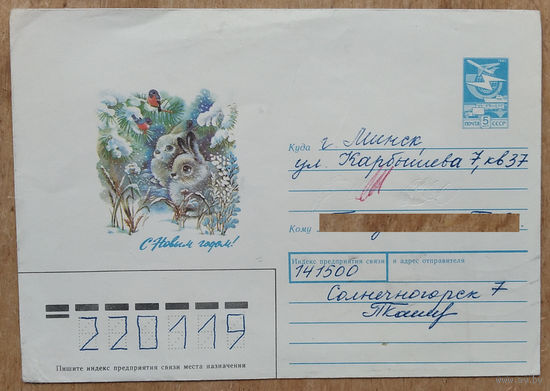 ПОЧТА 5 СССР
Куда г. Минск
ул. Карбышева 7, кв 37
Кому
Индекс предприятия связи и адрес отправителя
141500
Солнечногорск 7
С Новым годом!
220119
Пишите индекс предприятия связи места назначения